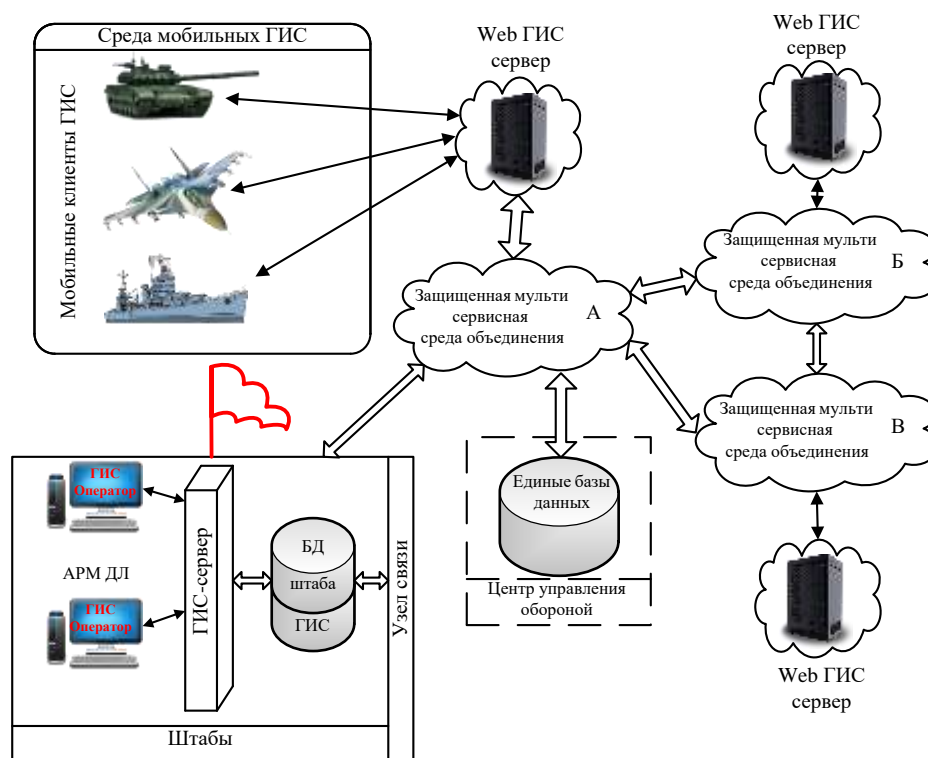 Среда мобильных ГИС
Мобильные клиенты ГИС
Web ГИС
сервер
Web ГИС
сервер
Защищенная мульти
сервисная
среда объединения
Б
Защищенная мульти
сервисная
среда объединения
А
Защищенная мульти
сервисная
среда объединения
В
ГИС
Оператор
АРМ ДЛ
ГИС
Оператор
ГИС-сервер
БД
штаба
ГИС
Узел связи
Штабы
Единые базы
данных
Центр управления
обороной
Web ГИС
сервер